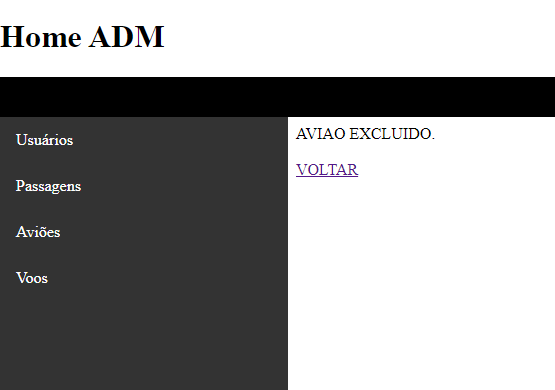 Home ADM
Usuários
Passagens
Aviões
Voos
AVIAO EXCLUIDO.
VOLTAR